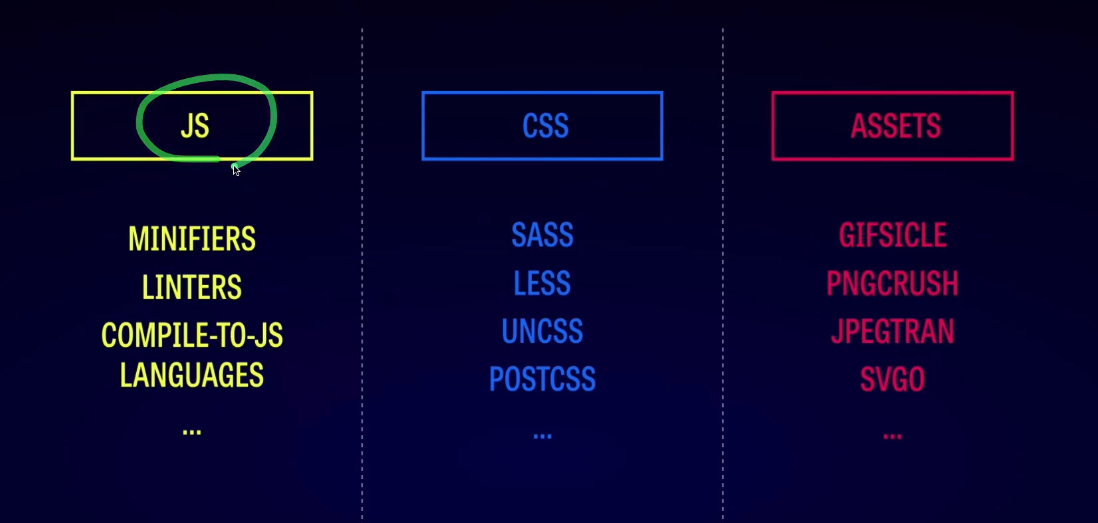 JS
MINIFIERS
LINTERS
COMPILE-TO-JS
LANGUAGES
...
CSS
SASS
LESS
UNCSS
POSTCSS
...
ASSETS
GIFSICLE
PNGCRUSH
JPEGTRAN
SVGO
...